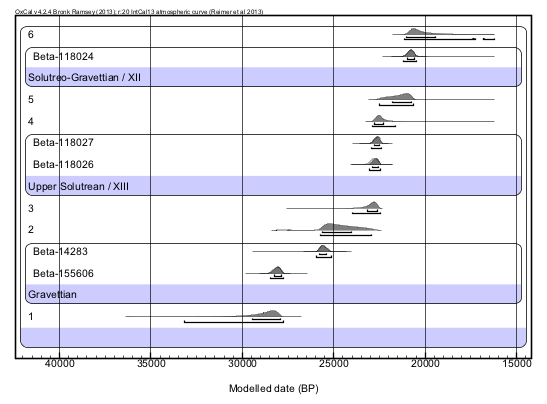 OxCal v4.2.4 Bronk Ramsey (2013); r:20 IntCal13 atmospheric curve (Reimer et al 2013)
6
Beta-118024
Solutreo-Gravettian / XII
5
4
Beta-118027
Beta-118026
Upper Solutrean / XIII
3
2
Beta-14283
Beta-155606
Gravettian
1
40000 35000 30000 25000 20000 15000
Modelled date (BP)